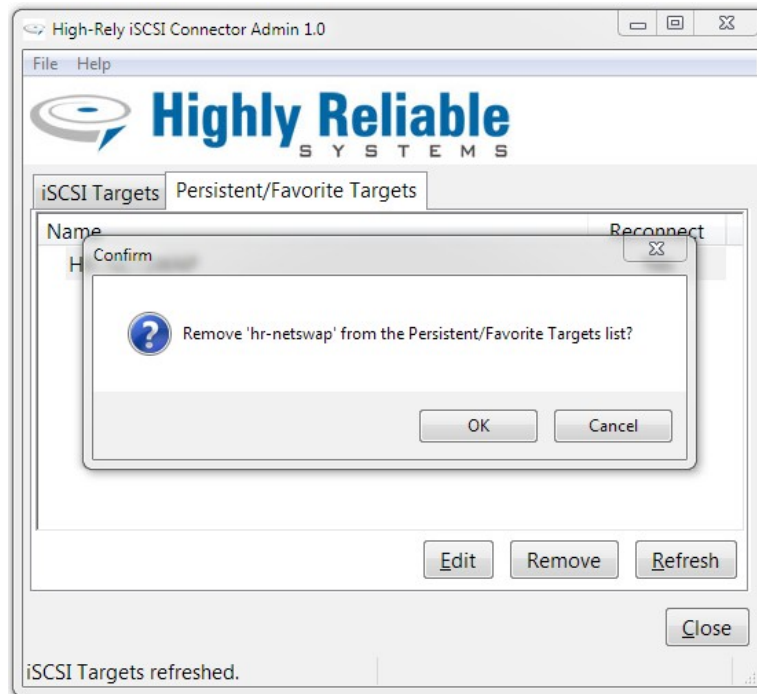 High-Rely iSCSI Connector Admin 1.0
File Help
Highly Reliable
SYSTEMS
iSCSI Targets Persistent/Favorite Targets
Name Reconnect
Confirm
Remove 'hr-netswap' from the Persistent/Favorite Targets list?
OK Cancel
Edit Remove Refresh
Close
iSCSI Targets refreshed.